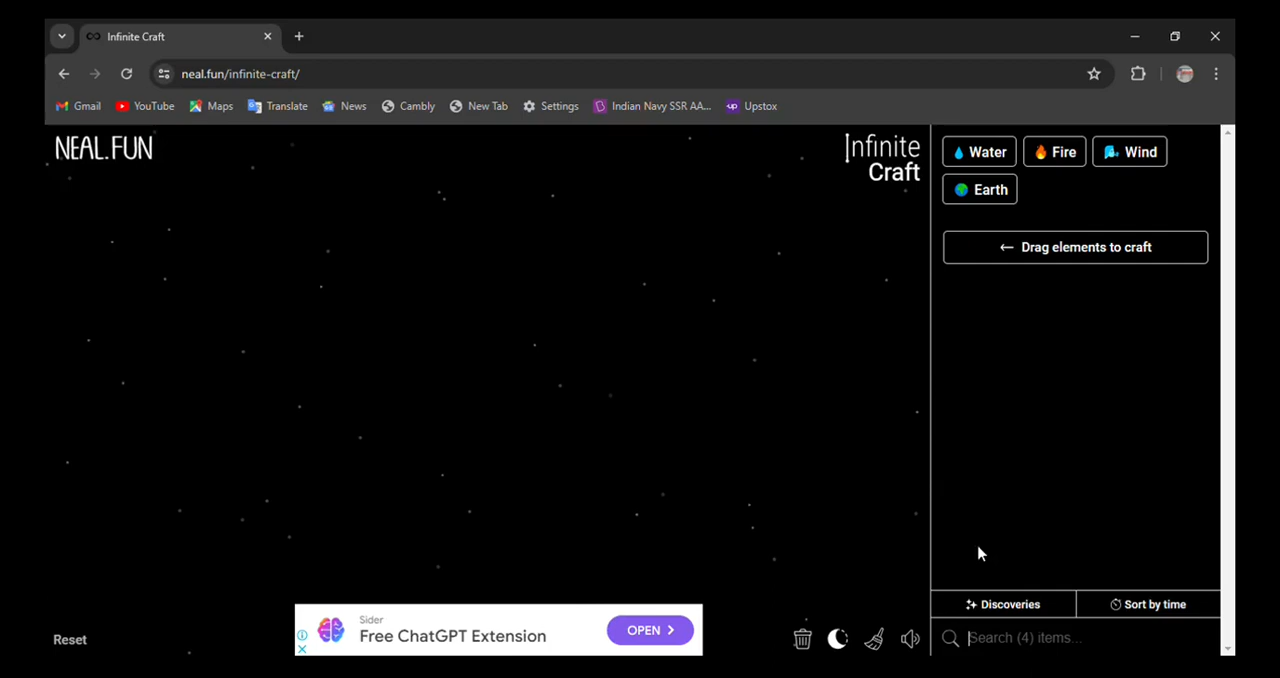 Infinite Craft
neal.fun/infinite-craft/
Gmail YouTube Maps Translate News Cambly New Tab Settings Indian Navy SSR AA... Upstox
NEAL.FUN
Infinite
Craft
Water Fire Wind
Earth
← Drag elements to craft
Discoveries Sort by time
Search (4) items...
Reset
Sider
Free ChatGPT Extension
OPEN